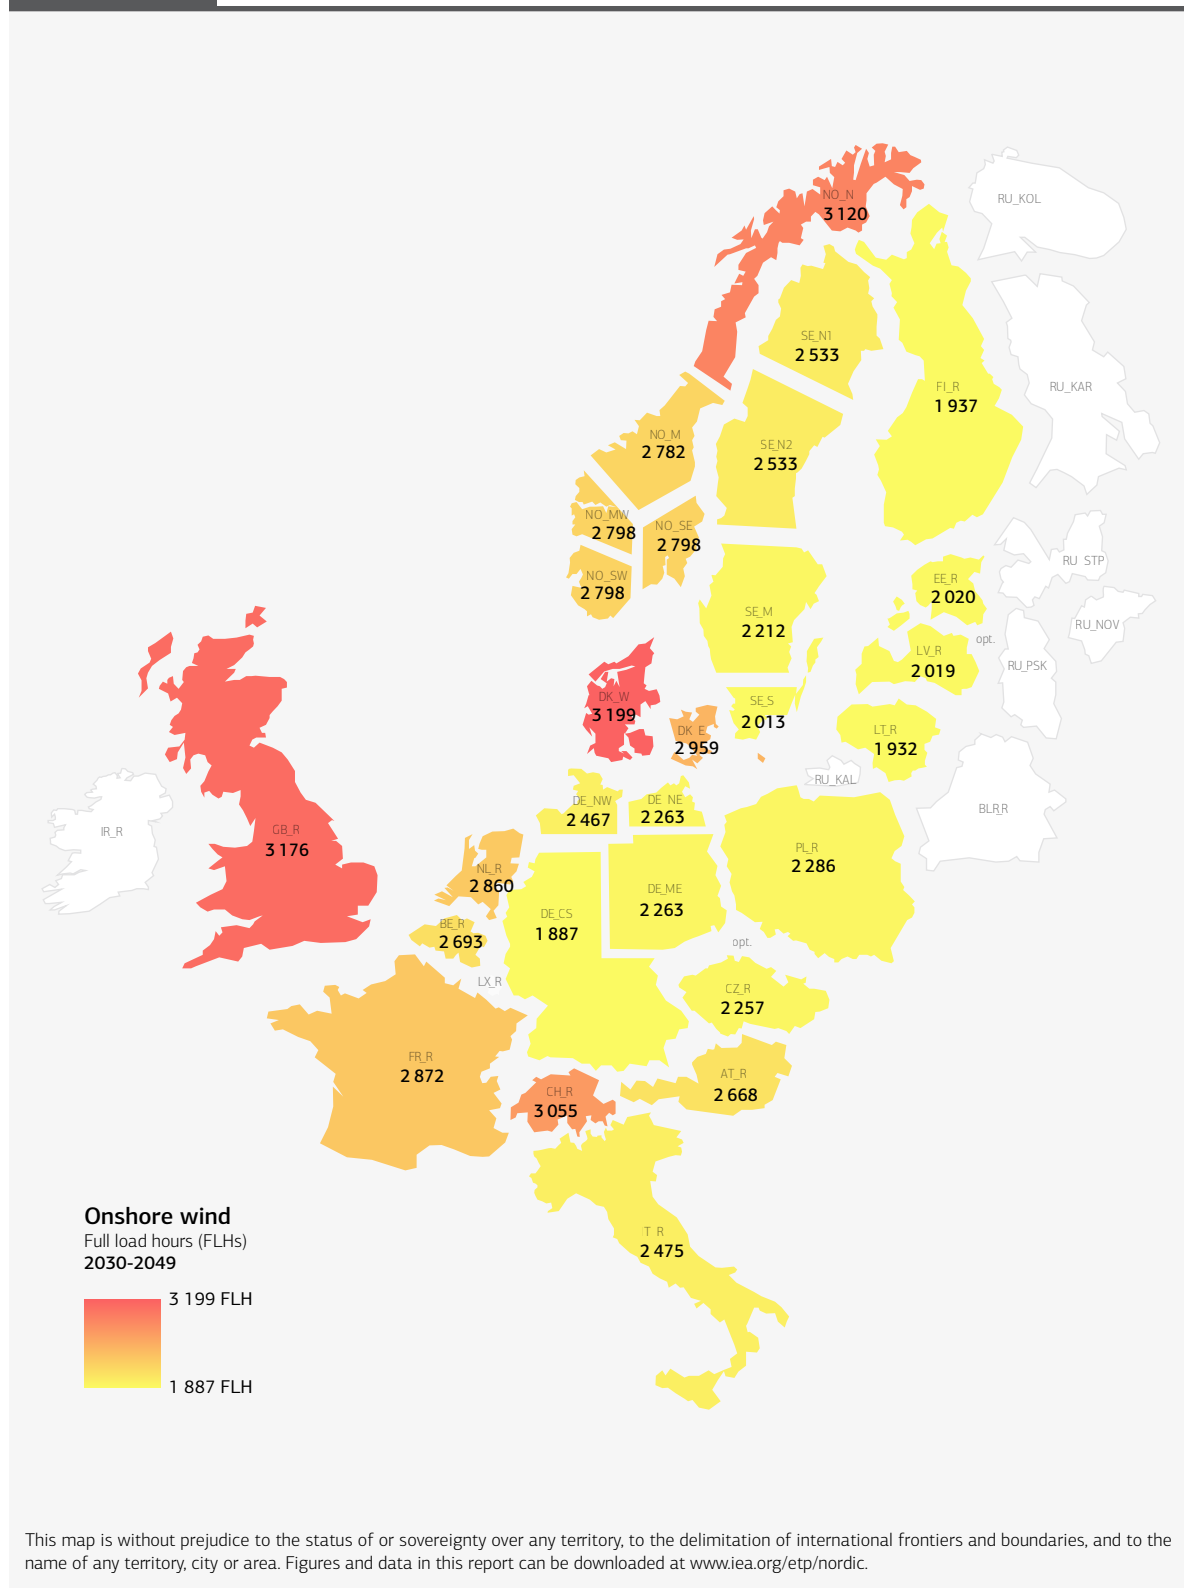 NO_N
3 120
RU_KOL
SE_N1
2 533
FI_R
1 937
RU_KAR
NO_M
2 782
SE_N2
2 533
NO_MW
2 798
NO_SE
2 798
NO_SW
2 798
RU_STP
EE_R
2 020
SE_M
2 212
RU_NOV
opt.
LV_R
2 019
RU_PSK
DK_W
3 199
SE_S
2 013
DK_E
2 959
LT_R
1 932
RU_KAL
DE_NW
2 467
DE_NE
2 263
BLR_R
IR_R
GB_R
3 176
PL_R
2 286
NL_R
2 860
DE_ME
2 263
DE_CS
1 887
BE_R
2 693
opt.
LX_R
CZ_R
2 257
FR_R
2 872
AT_R
2 668
CH_R
3 055
IT_R
2 475
Onshore wind
Full load hours (FLHs)
2030-2049
3 199 FLH
1 887 FLH
This map is without prejudice to the status of or sovereignty over any territory, to the delimitation of international frontiers and boundaries, and to the
name of any territory, city or area. Figures and data in this report can be downloaded at www.iea.org/etp/nordic.